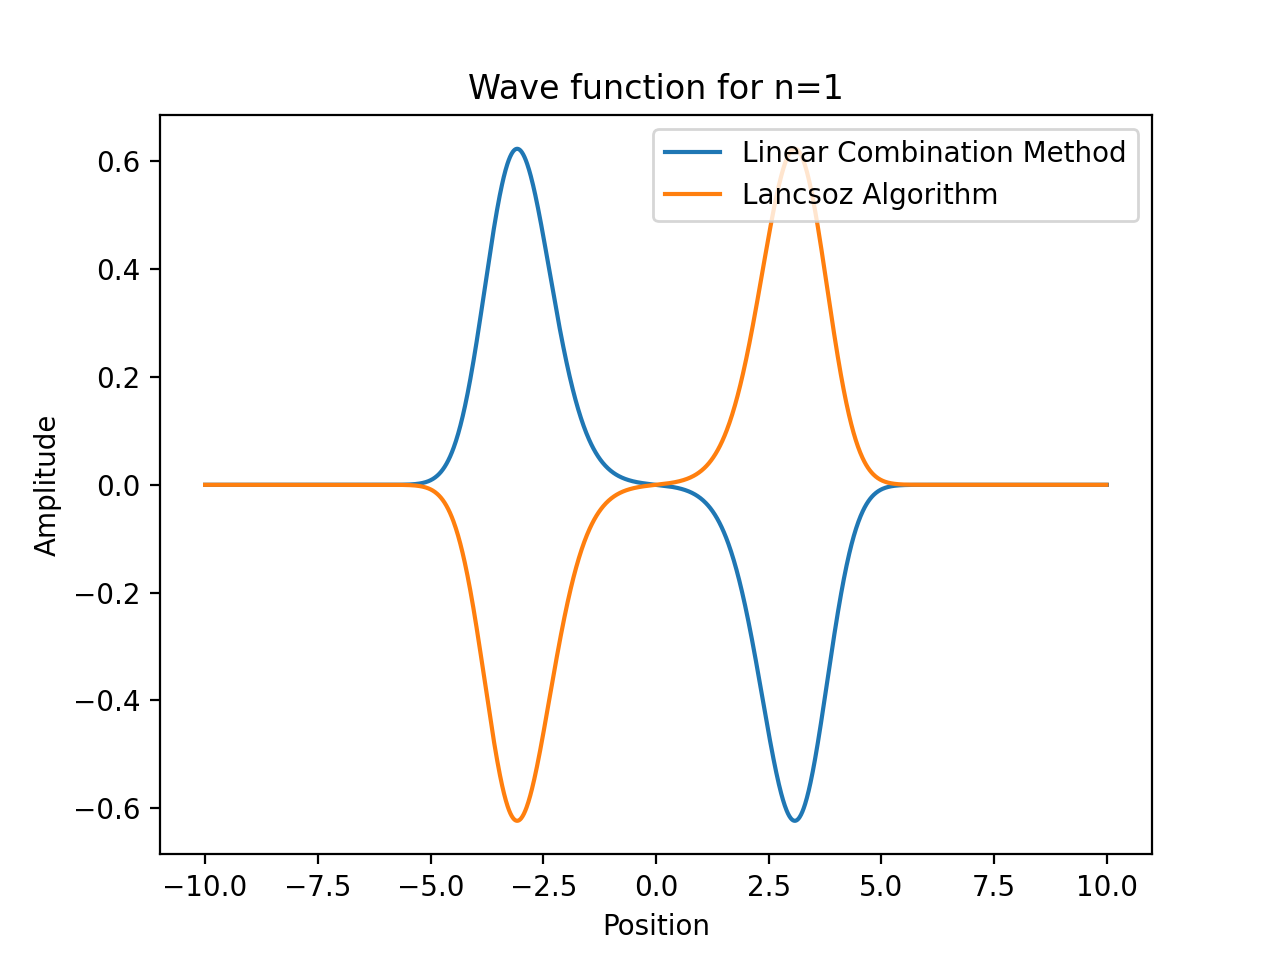 Wave function for n=1
Linear Combination Method
Lancsoz Algorithm
0.6
0.4
0.2
0.0
−0.2
−0.4
−0.6
Amplitude
−10.0 −7.5 −5.0 −2.5 0.0 2.5 5.0 7.5 10.0
Position